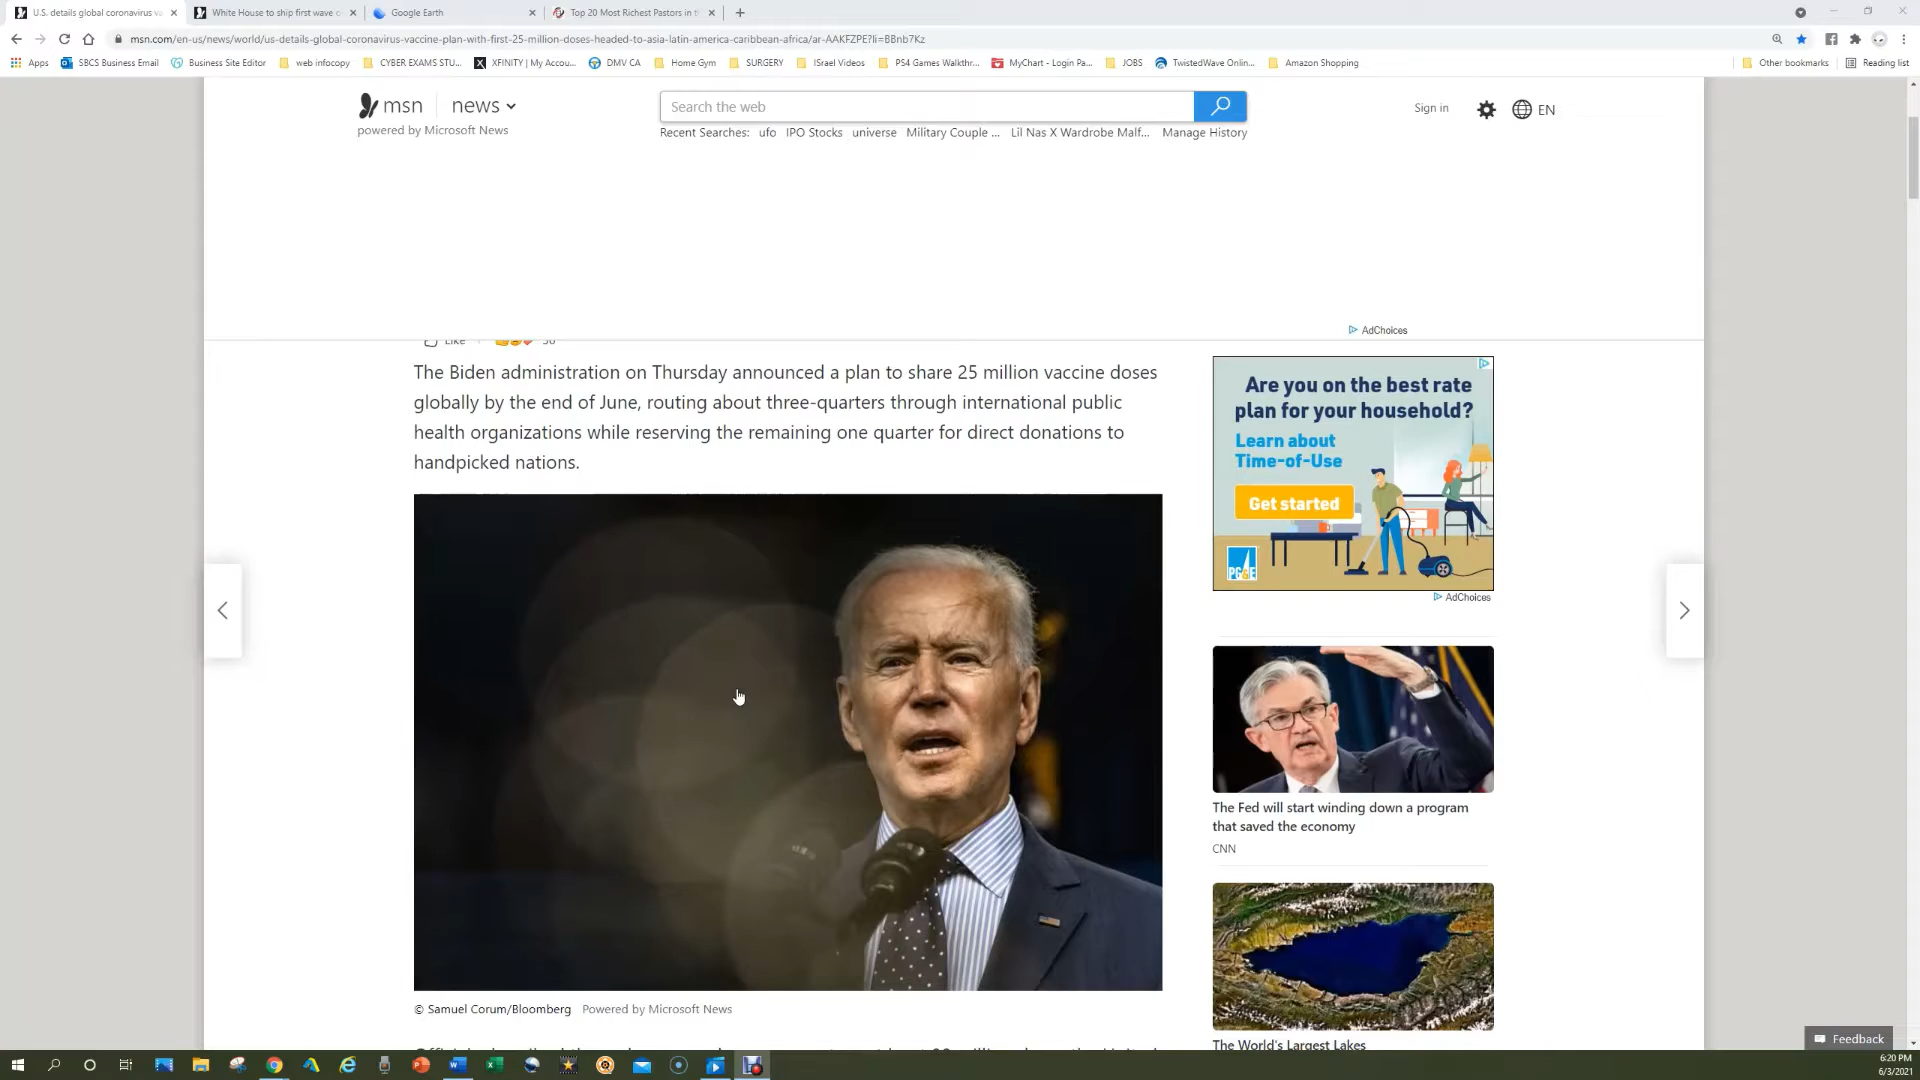 U.S. details global coronavirus va
White House to ship first wave o
Google Earth
Top 20 Most Richest Pastors in t
msn.com/en-us/news/world/us-details-global-coronavirus-vaccine-plan-with-first-25-million-doses-headed-to-asia-latin-america-caribbean-africa/ar-AAKFZPE?li=BBnb7Kz
Apps
SBCS Business Email
Business Site Editor
web infocopy
CYBER EXAMS STU...
XFINITY | My Accou...
DMV CA
Home Gym
SURGERY
ISrael Videos
PS4 Games Walkthr...
MyChart - Login Pa...
JOBS
TwistedWave Onlin...
Amazon Shopping
Other bookmarks
Reading list
msn
news
powered by Microsoft News
Search the web
Recent Searches: ufo IPO Stocks universe Military Couple ... Lil Nas X Wardrobe Malf... Manage History
Sign in
EN
AdChoices
Like
The Biden administration on Thursday announced a plan to share 25 million vaccine doses
globally by the end of June, routing about three-quarters through international public
health organizations while reserving the remaining one quarter for direct donations to
handpicked nations.
© Samuel Corum/Bloomberg Powered by Microsoft News
Are you on the best rate
plan for your household?
Learn about
Time-of-Use
Get started
PG&E
AdChoices
The Fed will start winding down a program
that saved the economy
CNN
The World's Largest Lakes
Feedback
6:20 PM
6/3/2021